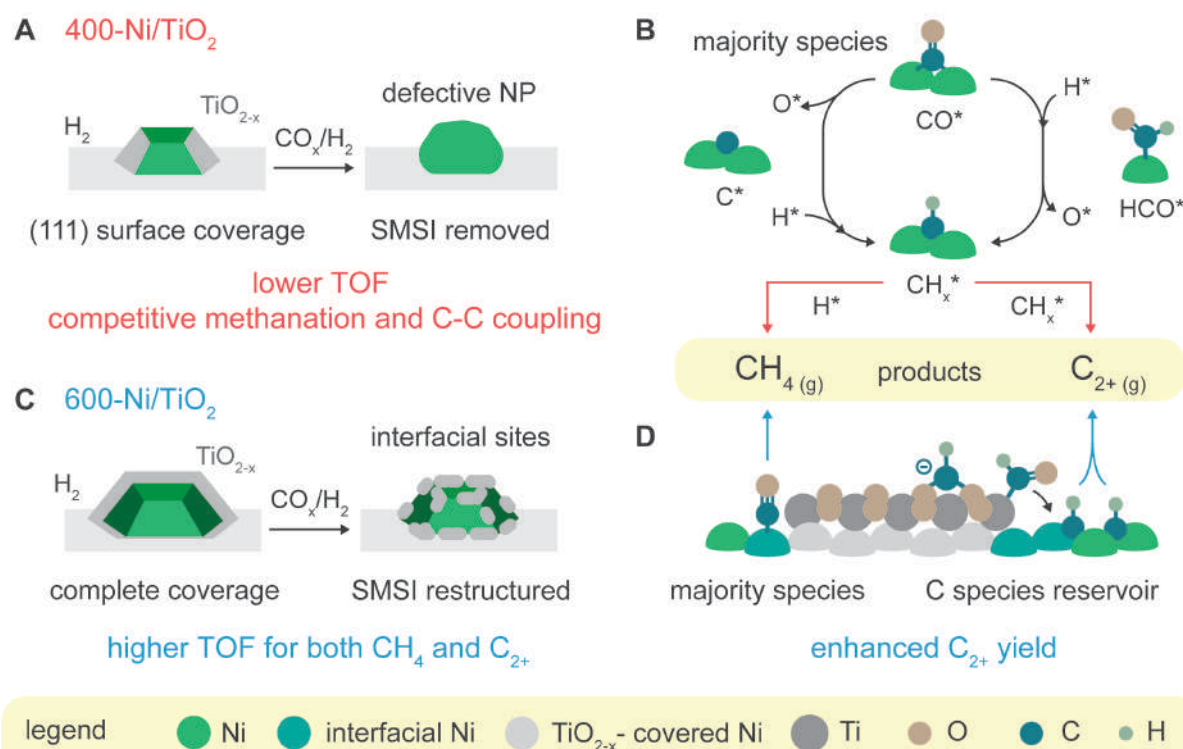 A 400-Ni/TiO₂
H₂
TiO₂₋ₓ
COₓ/H₂
defective NP
(111) surface coverage
SMSI removed
lower TOF
competitive methanation and C-C coupling
B
majority species
CO*
O*
H*
C*
HCO*
H*
O*
CHₓ*
H*
CHₓ*
CH₄ (g)
products
C₂₊ (g)
C 600-Ni/TiO₂
H₂
TiO₂₋ₓ
COₓ/H₂
interfacial sites
complete coverage
SMSI restructured
higher TOF for both CH₄ and C₂₊
D
⊖
majority species
C species reservoir
enhanced C₂₊ yield
legend
Ni
interfacial Ni
TiO₂₋ₓ- covered Ni
Ti
O
C
H